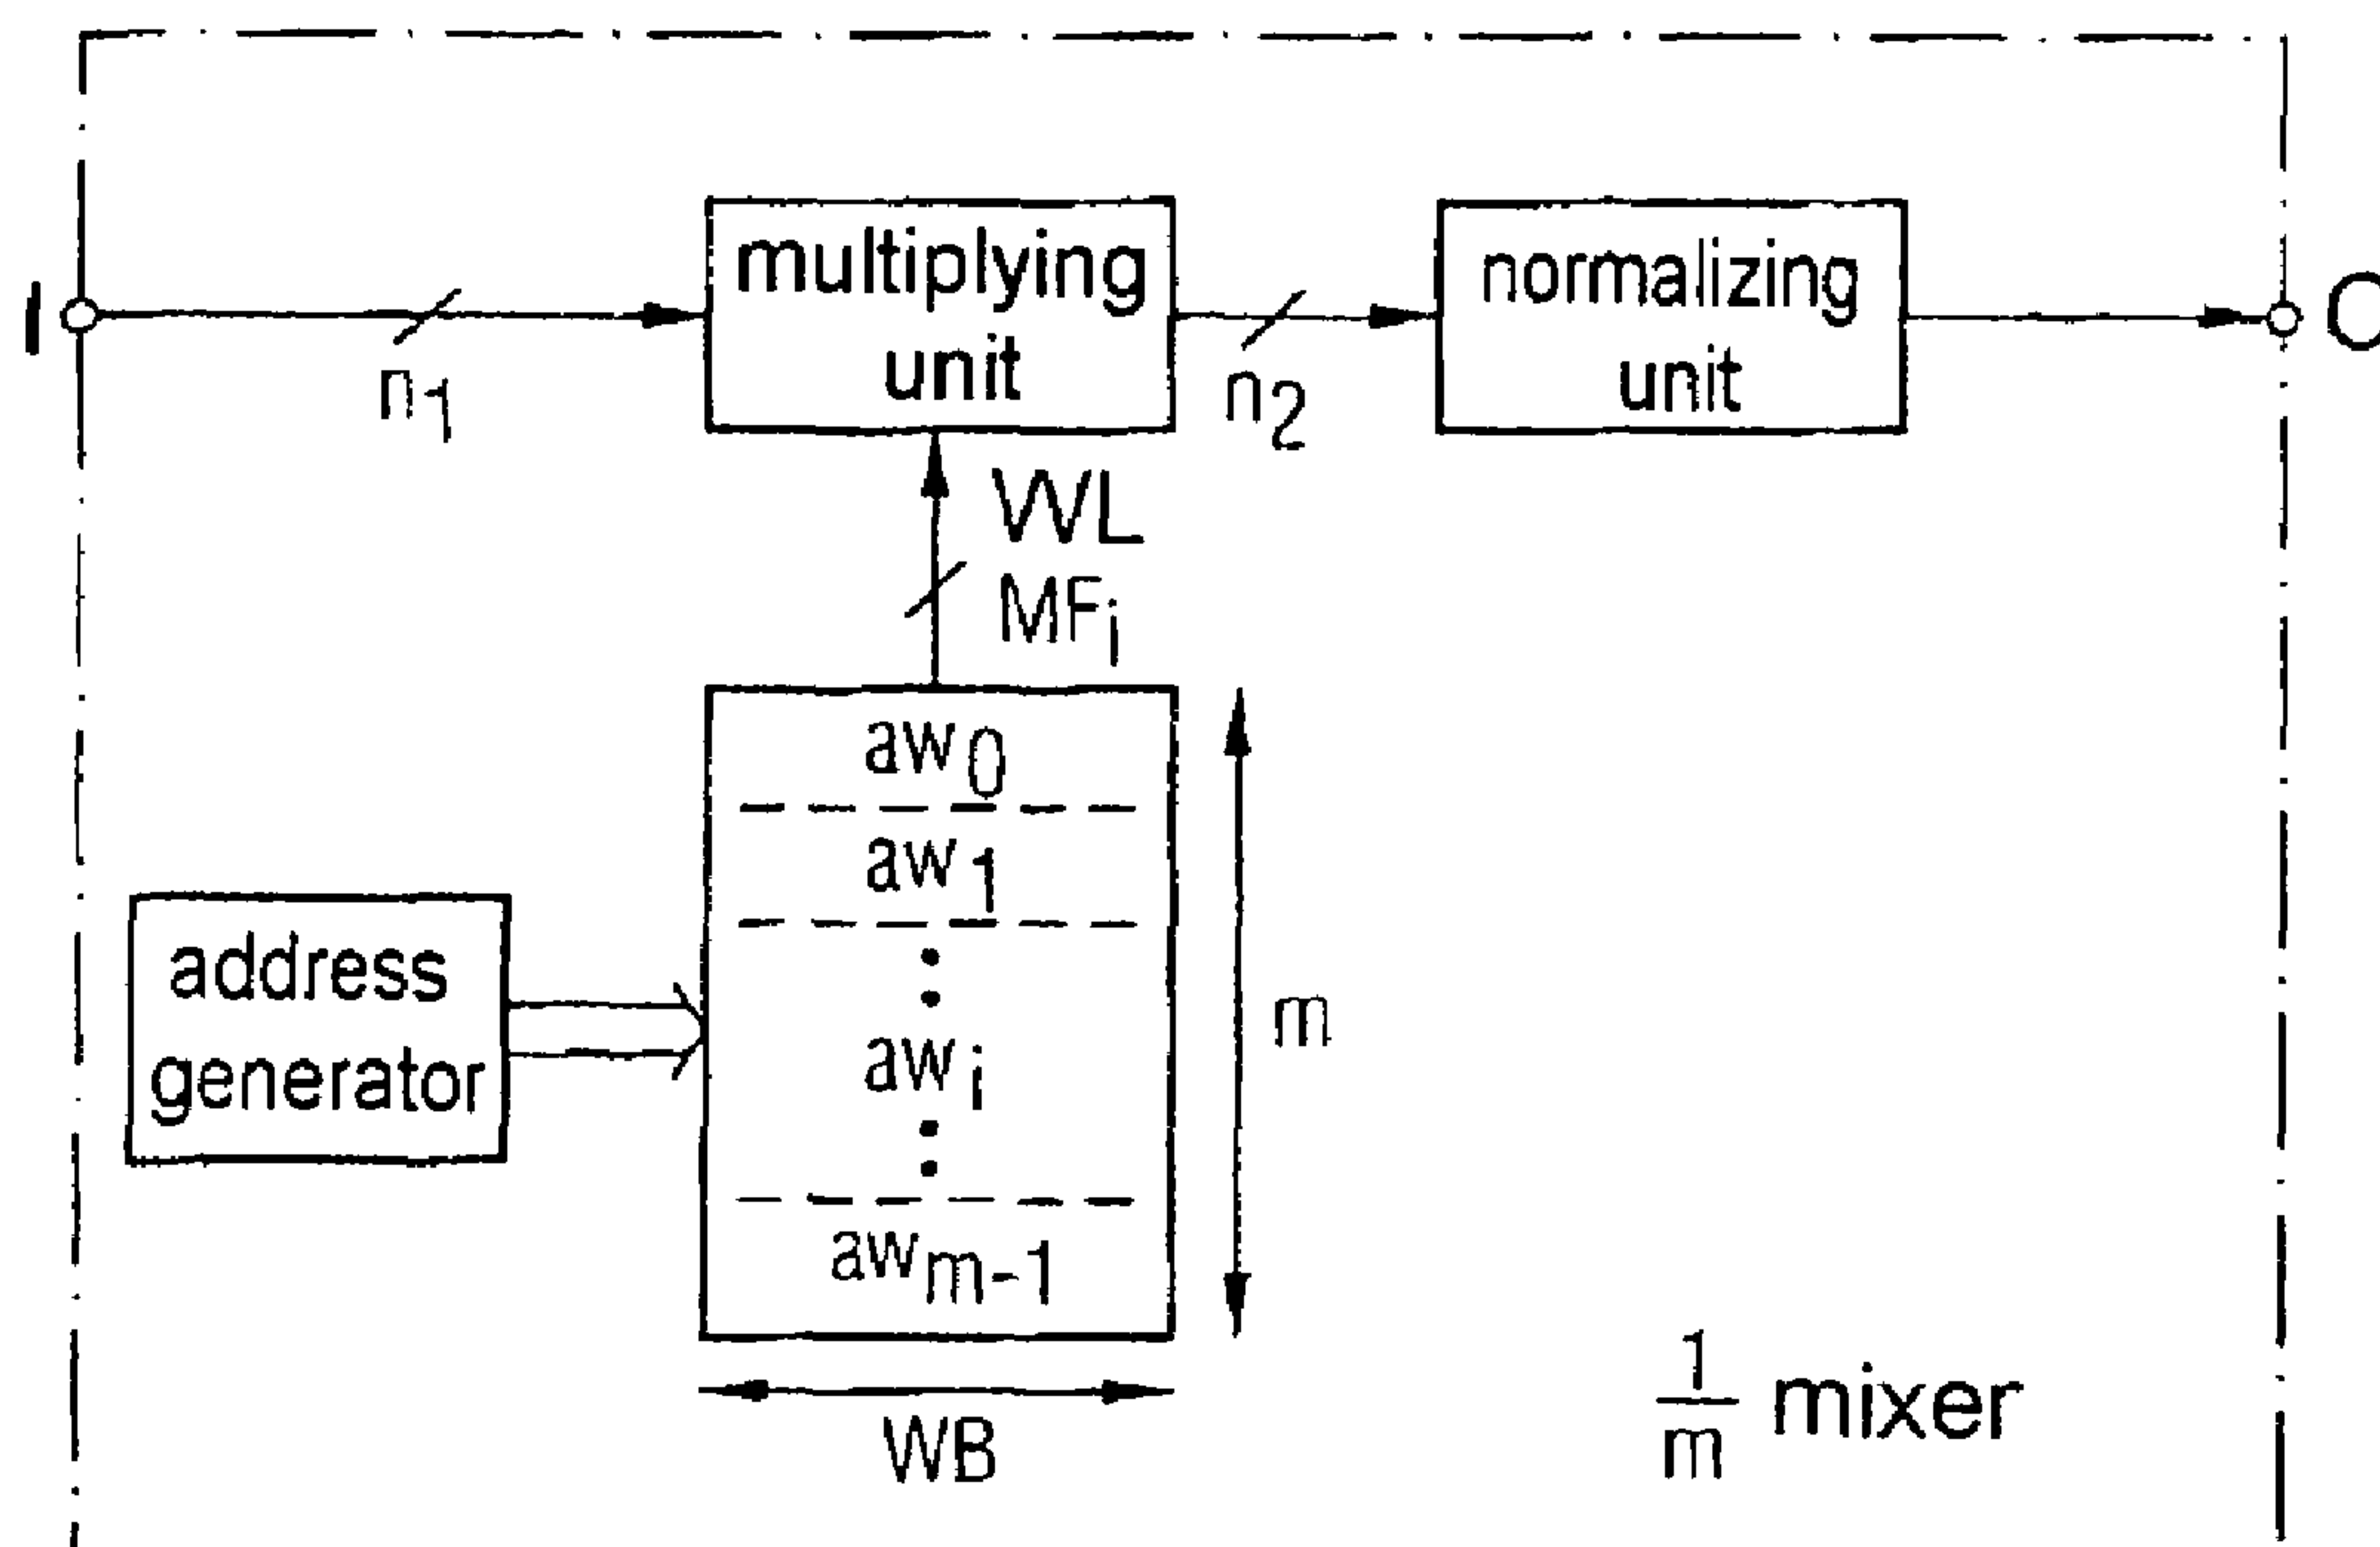 I
n1
multiplying
unit
n2
normalizing
unit
O
WL
MFi
aw0
aw1
address
generator
awi
m
awm-1
WB
1
m
mixer